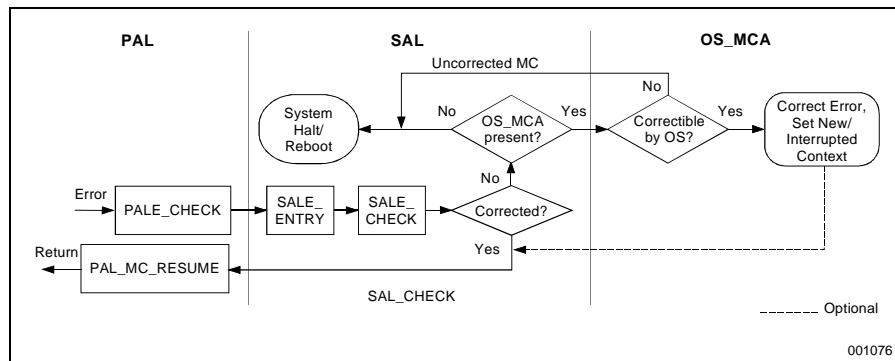 PAL
SAL
OS_MCA
Uncorrected MC
No
System
Halt/
Reboot
No
OS_MCA
present?
Yes
Correctible
by OS?
Yes
Correct Error,
Set New/
Interrupted
Context
No
Error
PALE_CHECK
SALE_
ENTRY
SALE_
CHECK
Corrected?
Return
PAL_MC_RESUME
Yes
SAL_CHECK
Optional
001076